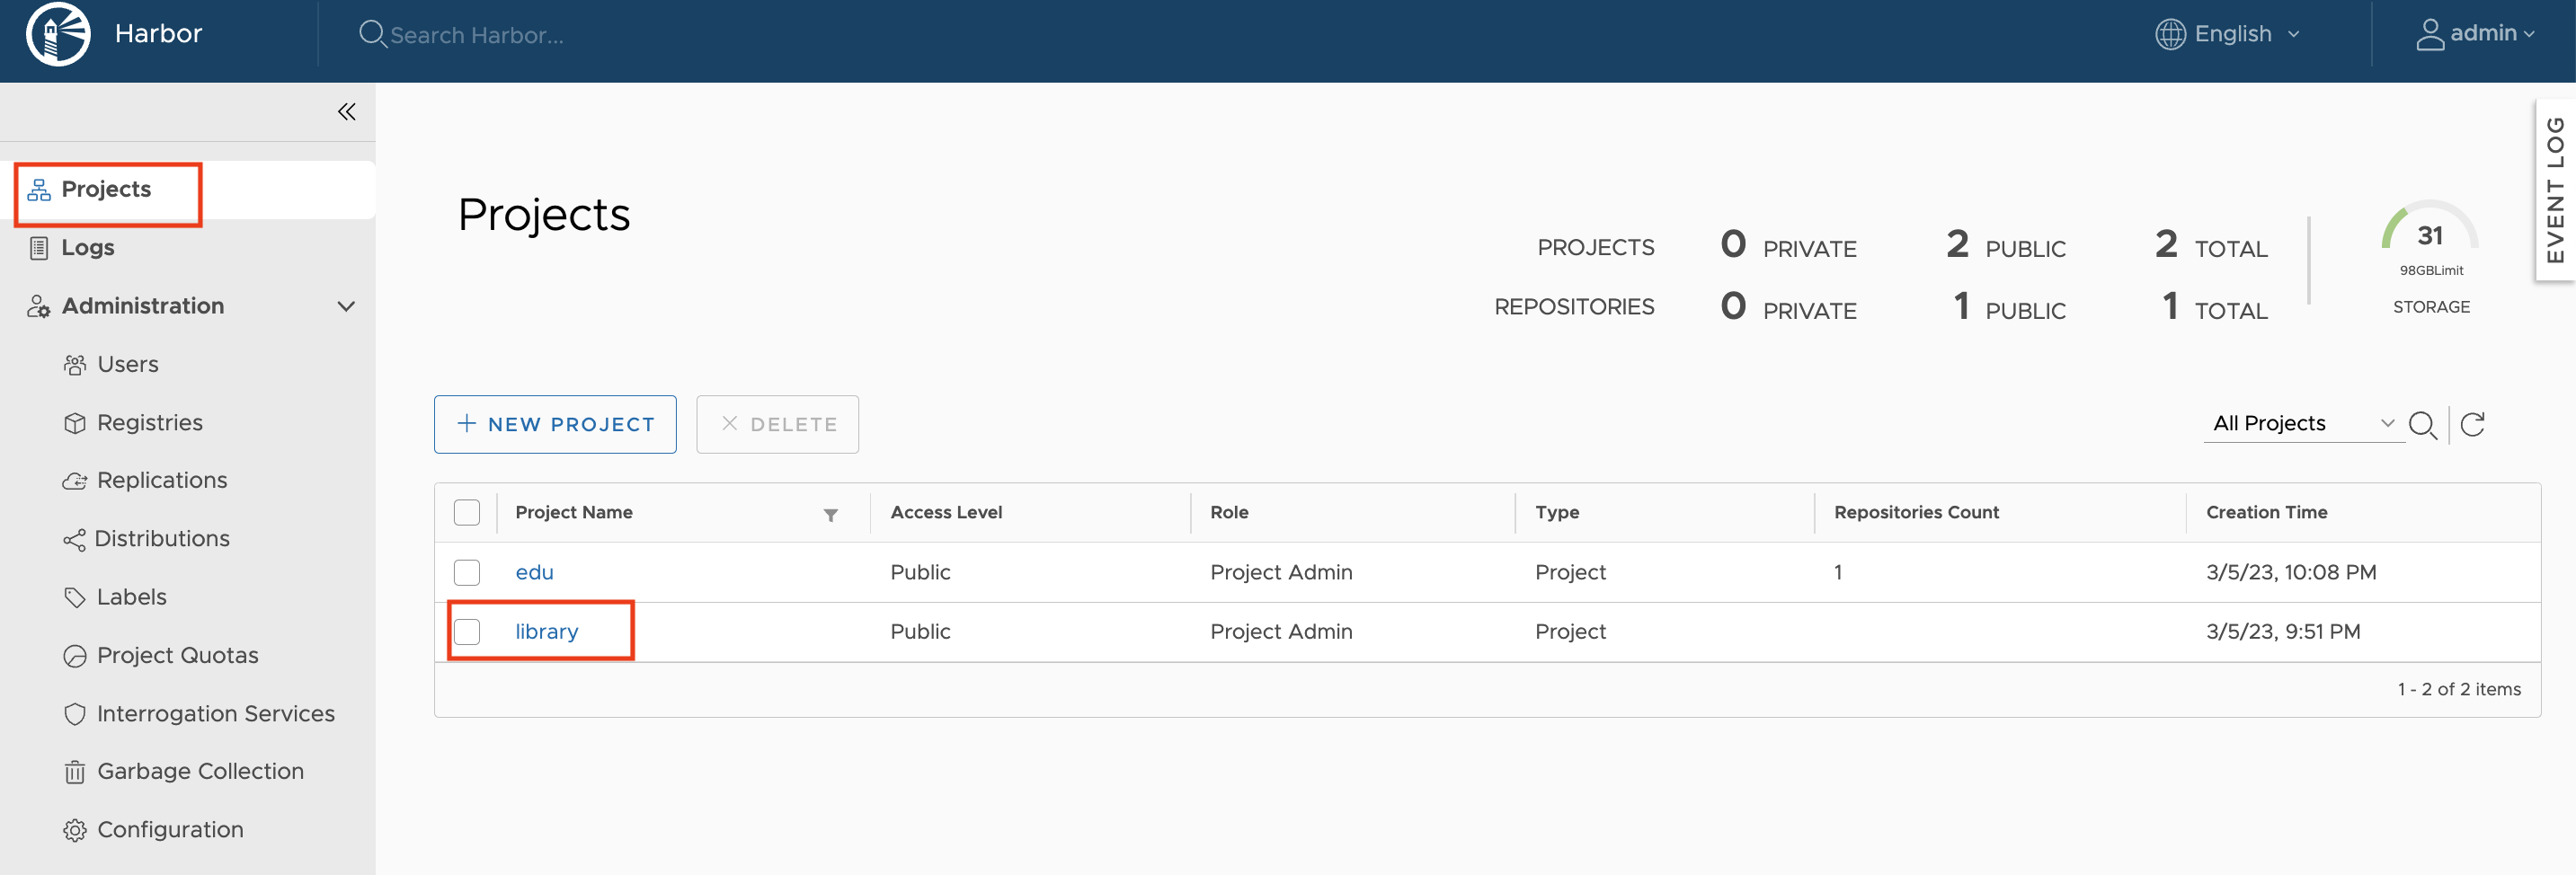 Harbor
Search Harbor...
English
admin
Projects
Logs
Administration
Users
Registries
Replications
Distributions
Labels
Project Quotas
Interrogation Services
Garbage Collection
Configuration
Projects
PROJECTS 0 PRIVATE 2 PUBLIC 2 TOTAL
REPOSITORIES 0 PRIVATE 1 PUBLIC 1 TOTAL
31
98GBLimit
STORAGE
EVENT LOG
+ NEW PROJECT
× DELETE
All Projects
Project Name Access Level Role Type Repositories Count Creation Time
edu Public Project Admin Project 1 3/5/23, 10:08 PM
library Public Project Admin Project 3/5/23, 9:51 PM
1 - 2 of 2 items